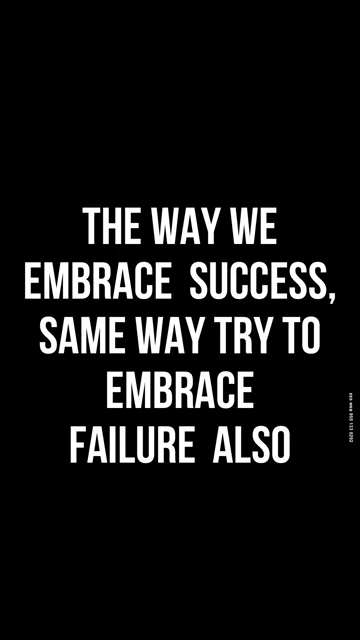 THE WAY WE
EMBRACE SUCCESS,
SAME WAY TRY TO
EMBRACE
FAILURE ALSO